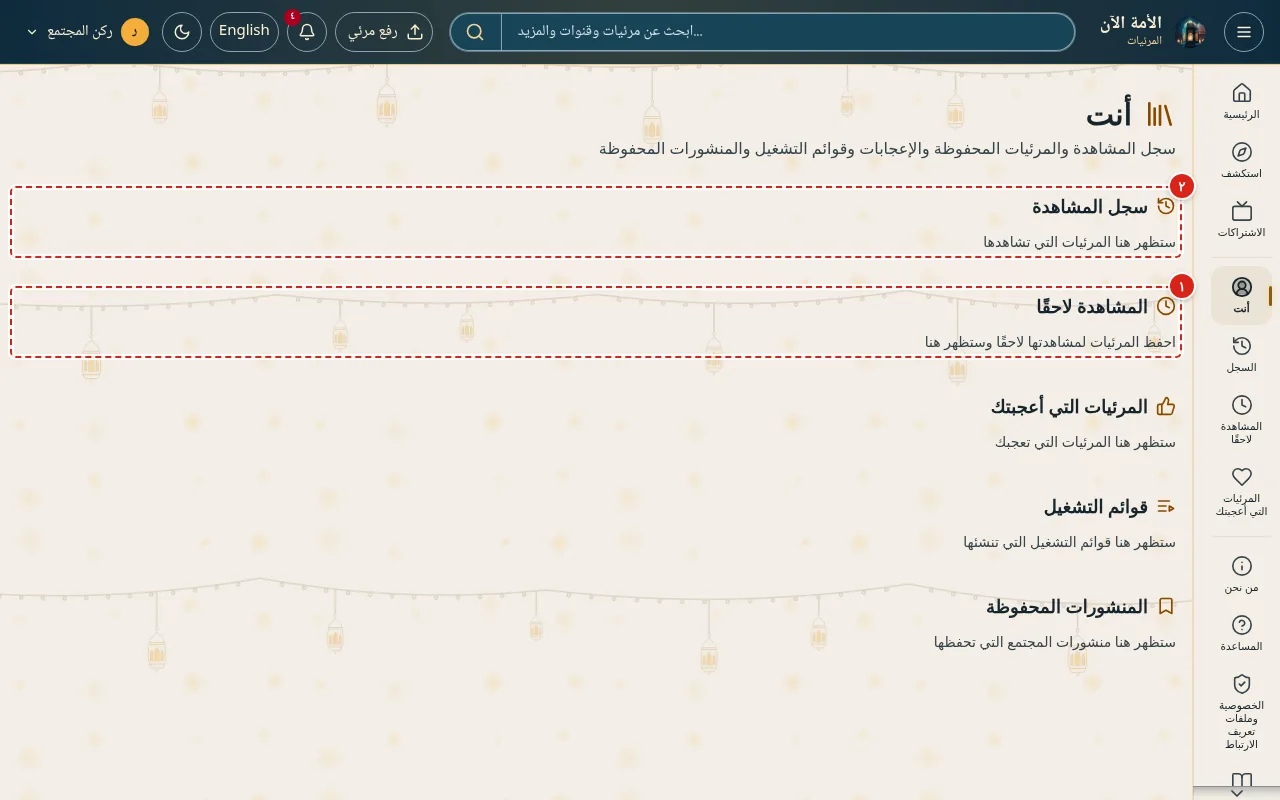 الأمة الآن
المرئيات
ابحث عن مرئيات وقنوات والمزيد...
رفع مرئي
٤
English
ر
ركن المجتمع
الرئيسية
استكشف
الاشتراكات
أنت
السجل
المشاهدة
لاحقًا
المرئيات
التي أعجبتك
من نحن
المساعدة
الخصوصية
وملفات
تعريف
الارتباط
أنت
سجل المشاهدة والمرئيات المحفوظة والإعجابات وقوائم التشغيل والمنشورات المحفوظة
٢
سجل المشاهدة
ستظهر هنا المرئيات التي تشاهدها
١
المشاهدة لاحقًا
احفظ المرئيات لمشاهدتها لاحقًا وستظهر هنا
المرئيات التي أعجبتك
ستظهر هنا المرئيات التي تعجبك
قوائم التشغيل
ستظهر هنا قوائم التشغيل التي تنشئها
المنشورات المحفوظة
ستظهر هنا منشورات المجتمع التي تحفظها